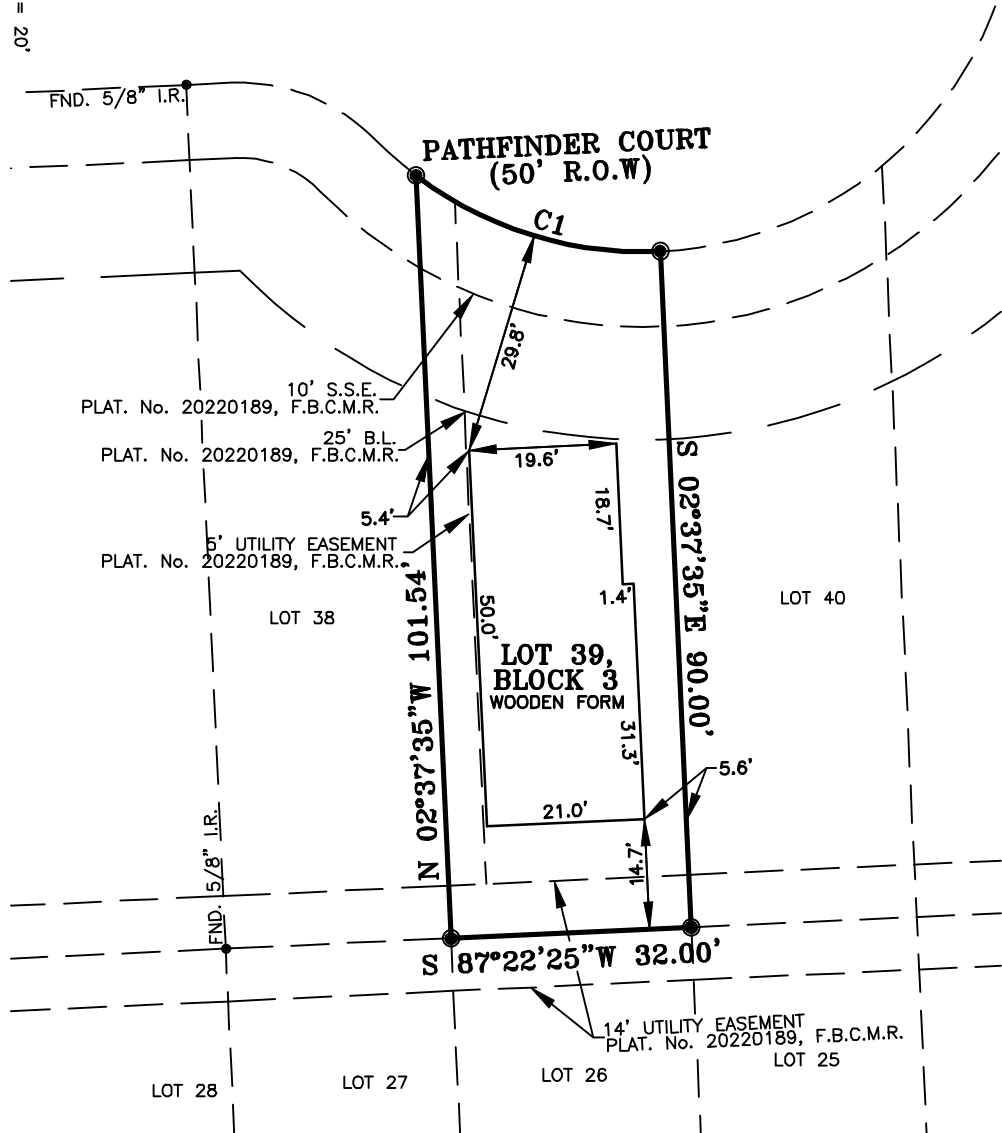 = 20'
FND. 5/8" I.R.
PATHFINDER COURT
(50' R.O.W)
C1
29.8'
10' S.S.E.
PLAT. No. 20220189, F.B.C.M.R.
25' B.L.
PLAT. No. 20220189, F.B.C.M.R.
19.6'
18.7'
5.4'
5' UTILITY EASEMENT
PLAT. No. 20220189, F.B.C.M.R.
S 02°37'35"E 90.00'
N 02°37'35"W 101.54'
50.0'
1.4'
LOT 38
LOT 40
LOT 39,
BLOCK 3
WOODEN FORM
31.3'
5.6'
21.0'
14.7'
FND. 5/8" I.R.
S 87°22'25"W 32.00'
14' UTILITY EASEMENT
PLAT. No. 20220189, F.B.C.M.R.
LOT 28
LOT 27
LOT 26
LOT 25